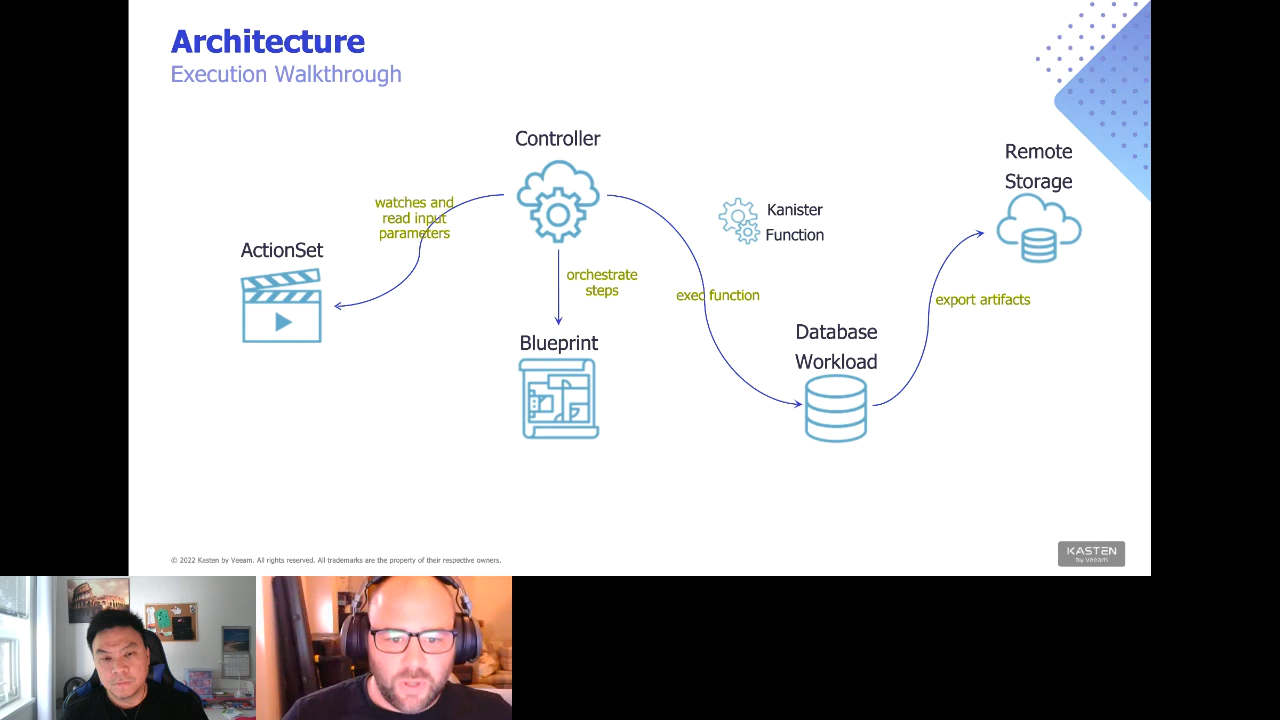 Architecture
Execution Walkthrough
Controller
Remote
Storage
watches and
read input
parameters
Kanister
Function
ActionSet
orchestrate
steps
exec function
export artifacts
Database
Workload
Blueprint
© 2022 Kasten by Veeam. All rights reserved. All trademarks are the property of their respective owners.
KASTEN
by veeam